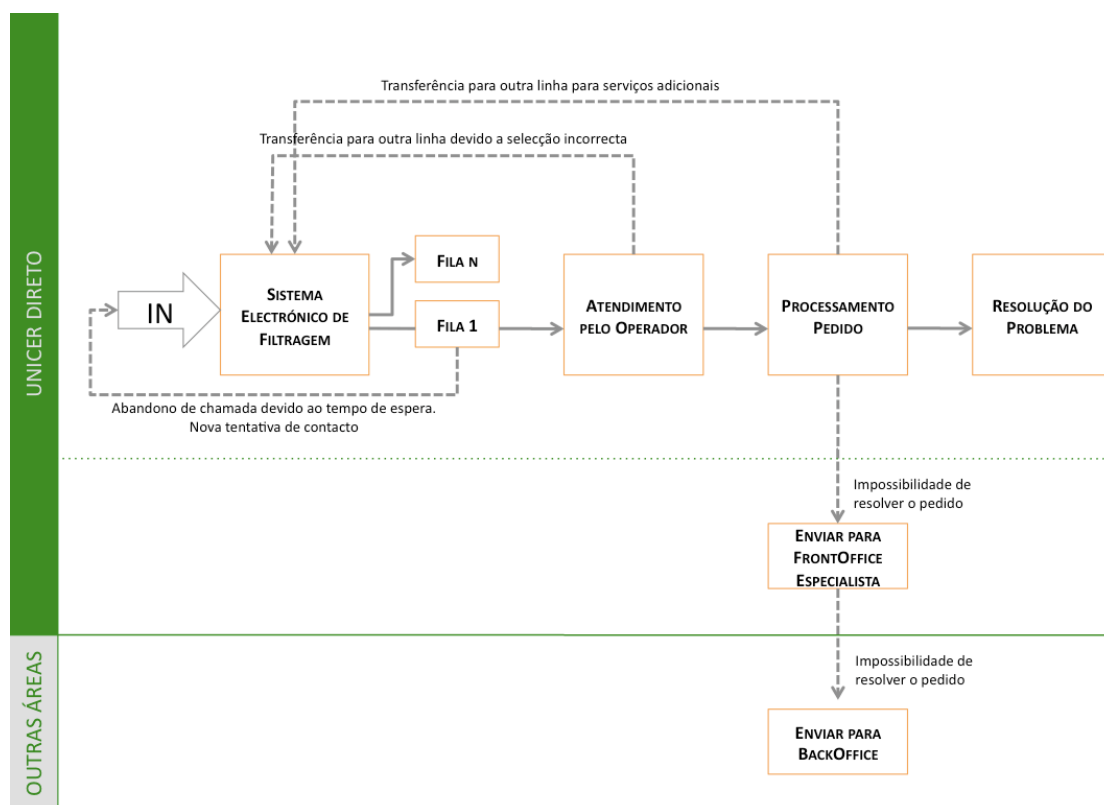 Transferência para outra linha para serviços adicionais
Transferência para outra linha devido a selecção incorrecta
UNICER DIRETO
IN
SISTEMA
ELECTRÓNICO DE
FILTRAGEM
FILA N
FILA 1
ATENDIMENTO
PELO OPERADOR
PROCESSAMENTO
PEDIDO
RESOLUÇÃO DO
PROBLEMA
Abandono de chamada devido ao tempo de espera.
Nova tentativa de contacto
Impossibilidade de
resolver o pedido
ENVIAR PARA
FRONTOFFICE
ESPECIALISTA
OUTRAS ÁREAS
Impossibilidade de
resolver o pedido
ENVIAR PARA
BACKOFFICE